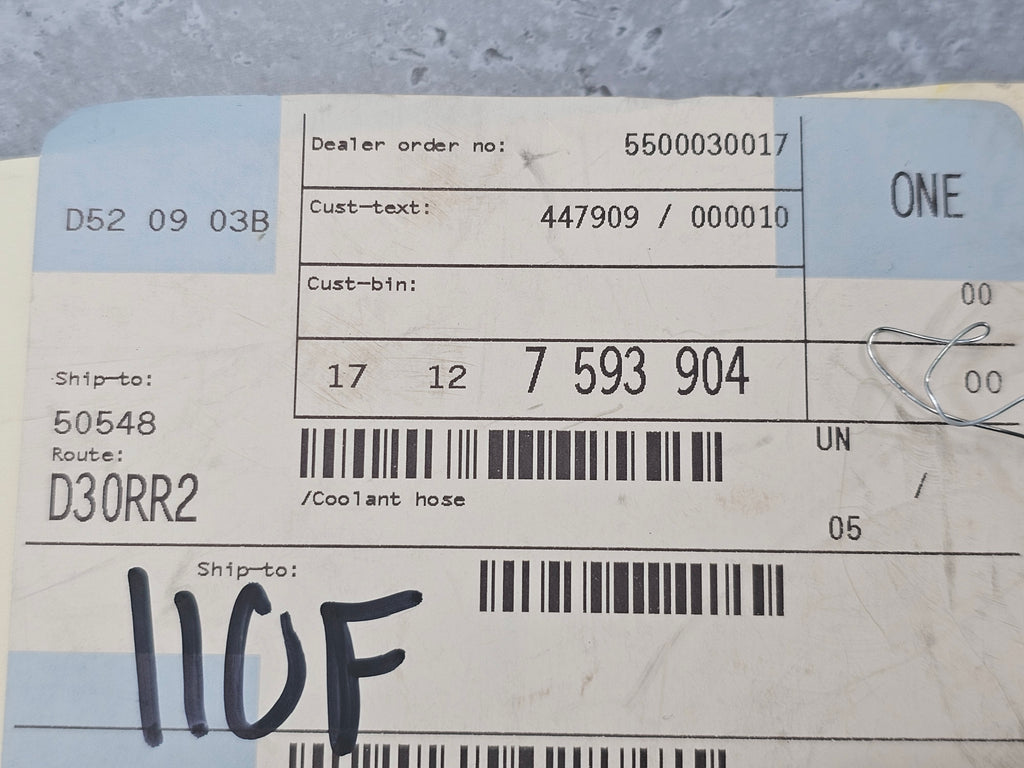 Dealer order no: 5500030017
ONE
D52 09 03B
Cust-text: 447909 / 000010
Cust-bin:
00
17 12 7 593 904
00
Ship-to:
50548
UN
Route:
D30RR2
/Coolant hose
/
05
Ship-to:
110F